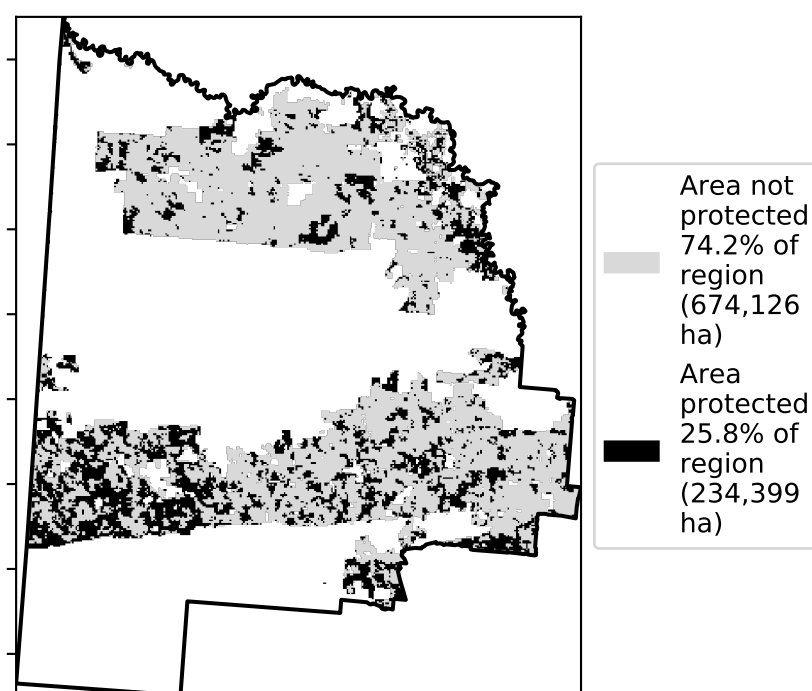 Area not
protected
74.2% of
region
(674,126
ha)
Area
protected
25.8% of
region
(234,399
ha)